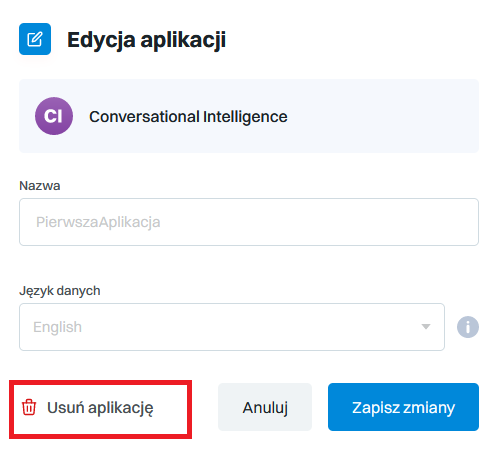 Edycja aplikacji
CI Conversational Intelligence
Nazwa
PierwszaAplikacja
Język danych
English
Usuń aplikację Anuluj Zapisz zmiany